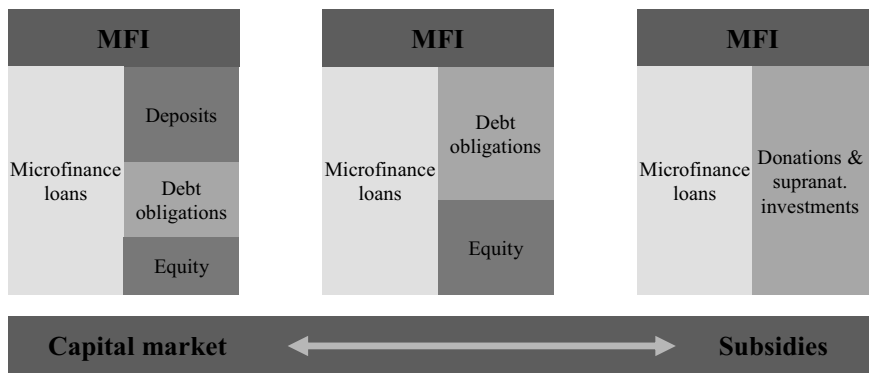 MFI
Microfinance
loans
Deposits
Debt
obligations
Equity
MFI
Microfinance
loans
Debt
obligations
Equity
MFI
Microfinance
loans
Donations &
supranat.
investments
Capital market
Subsidies